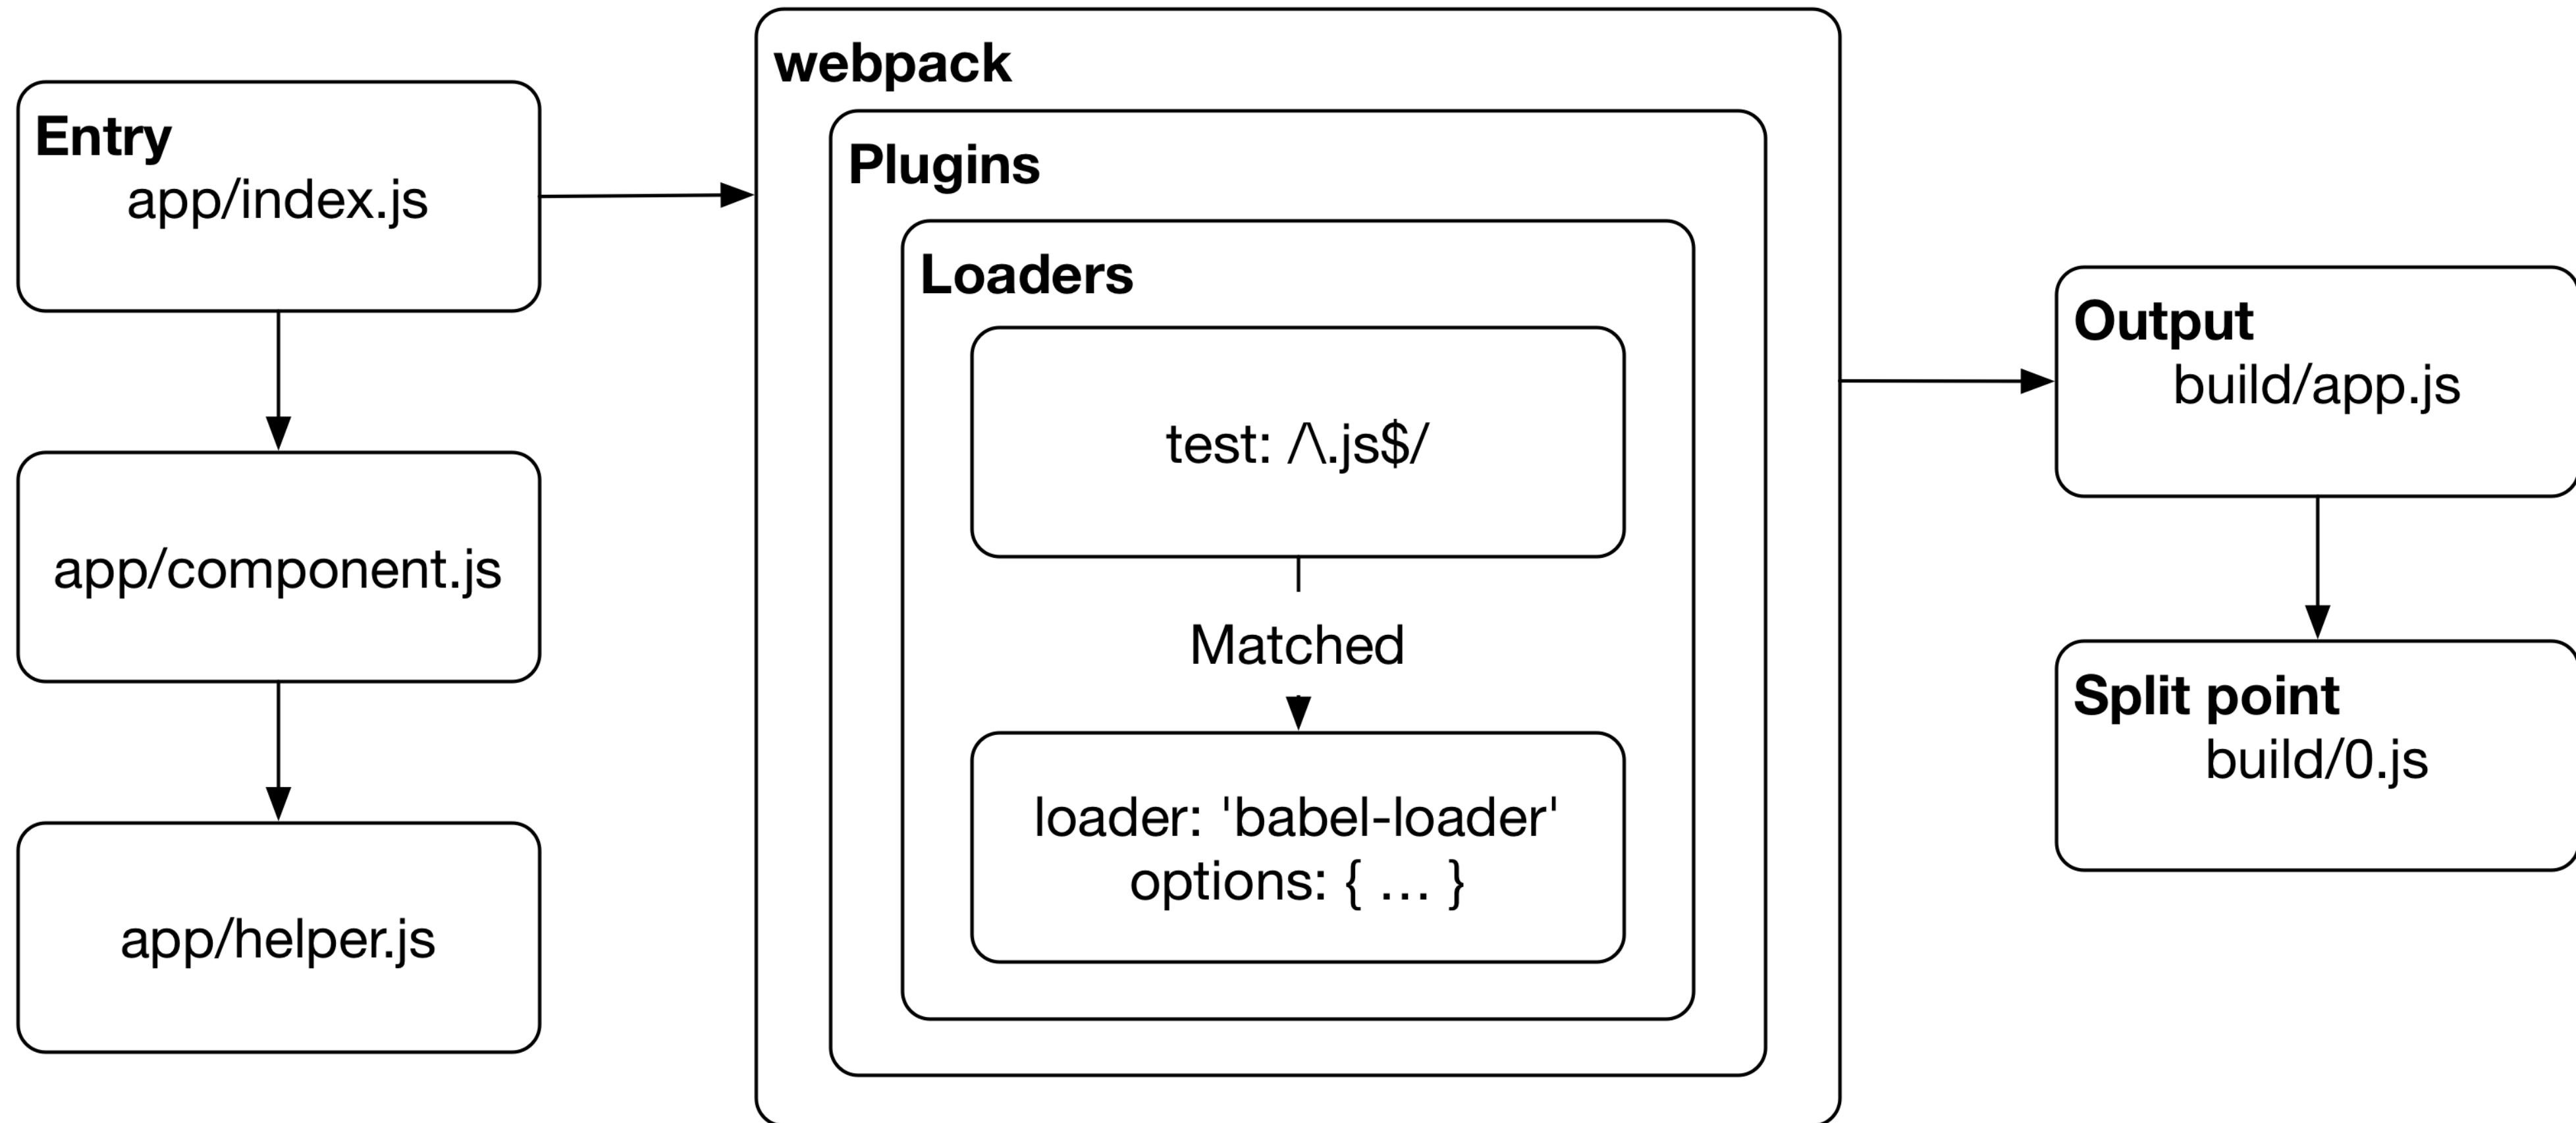 Entry
app/index.js
app/component.js
app/helper.js
webpack
Plugins
Loaders
test: /\.js$/
Matched
loader: 'babel-loader'
options: { ... }
Output
build/app.js
Split point
build/0.js